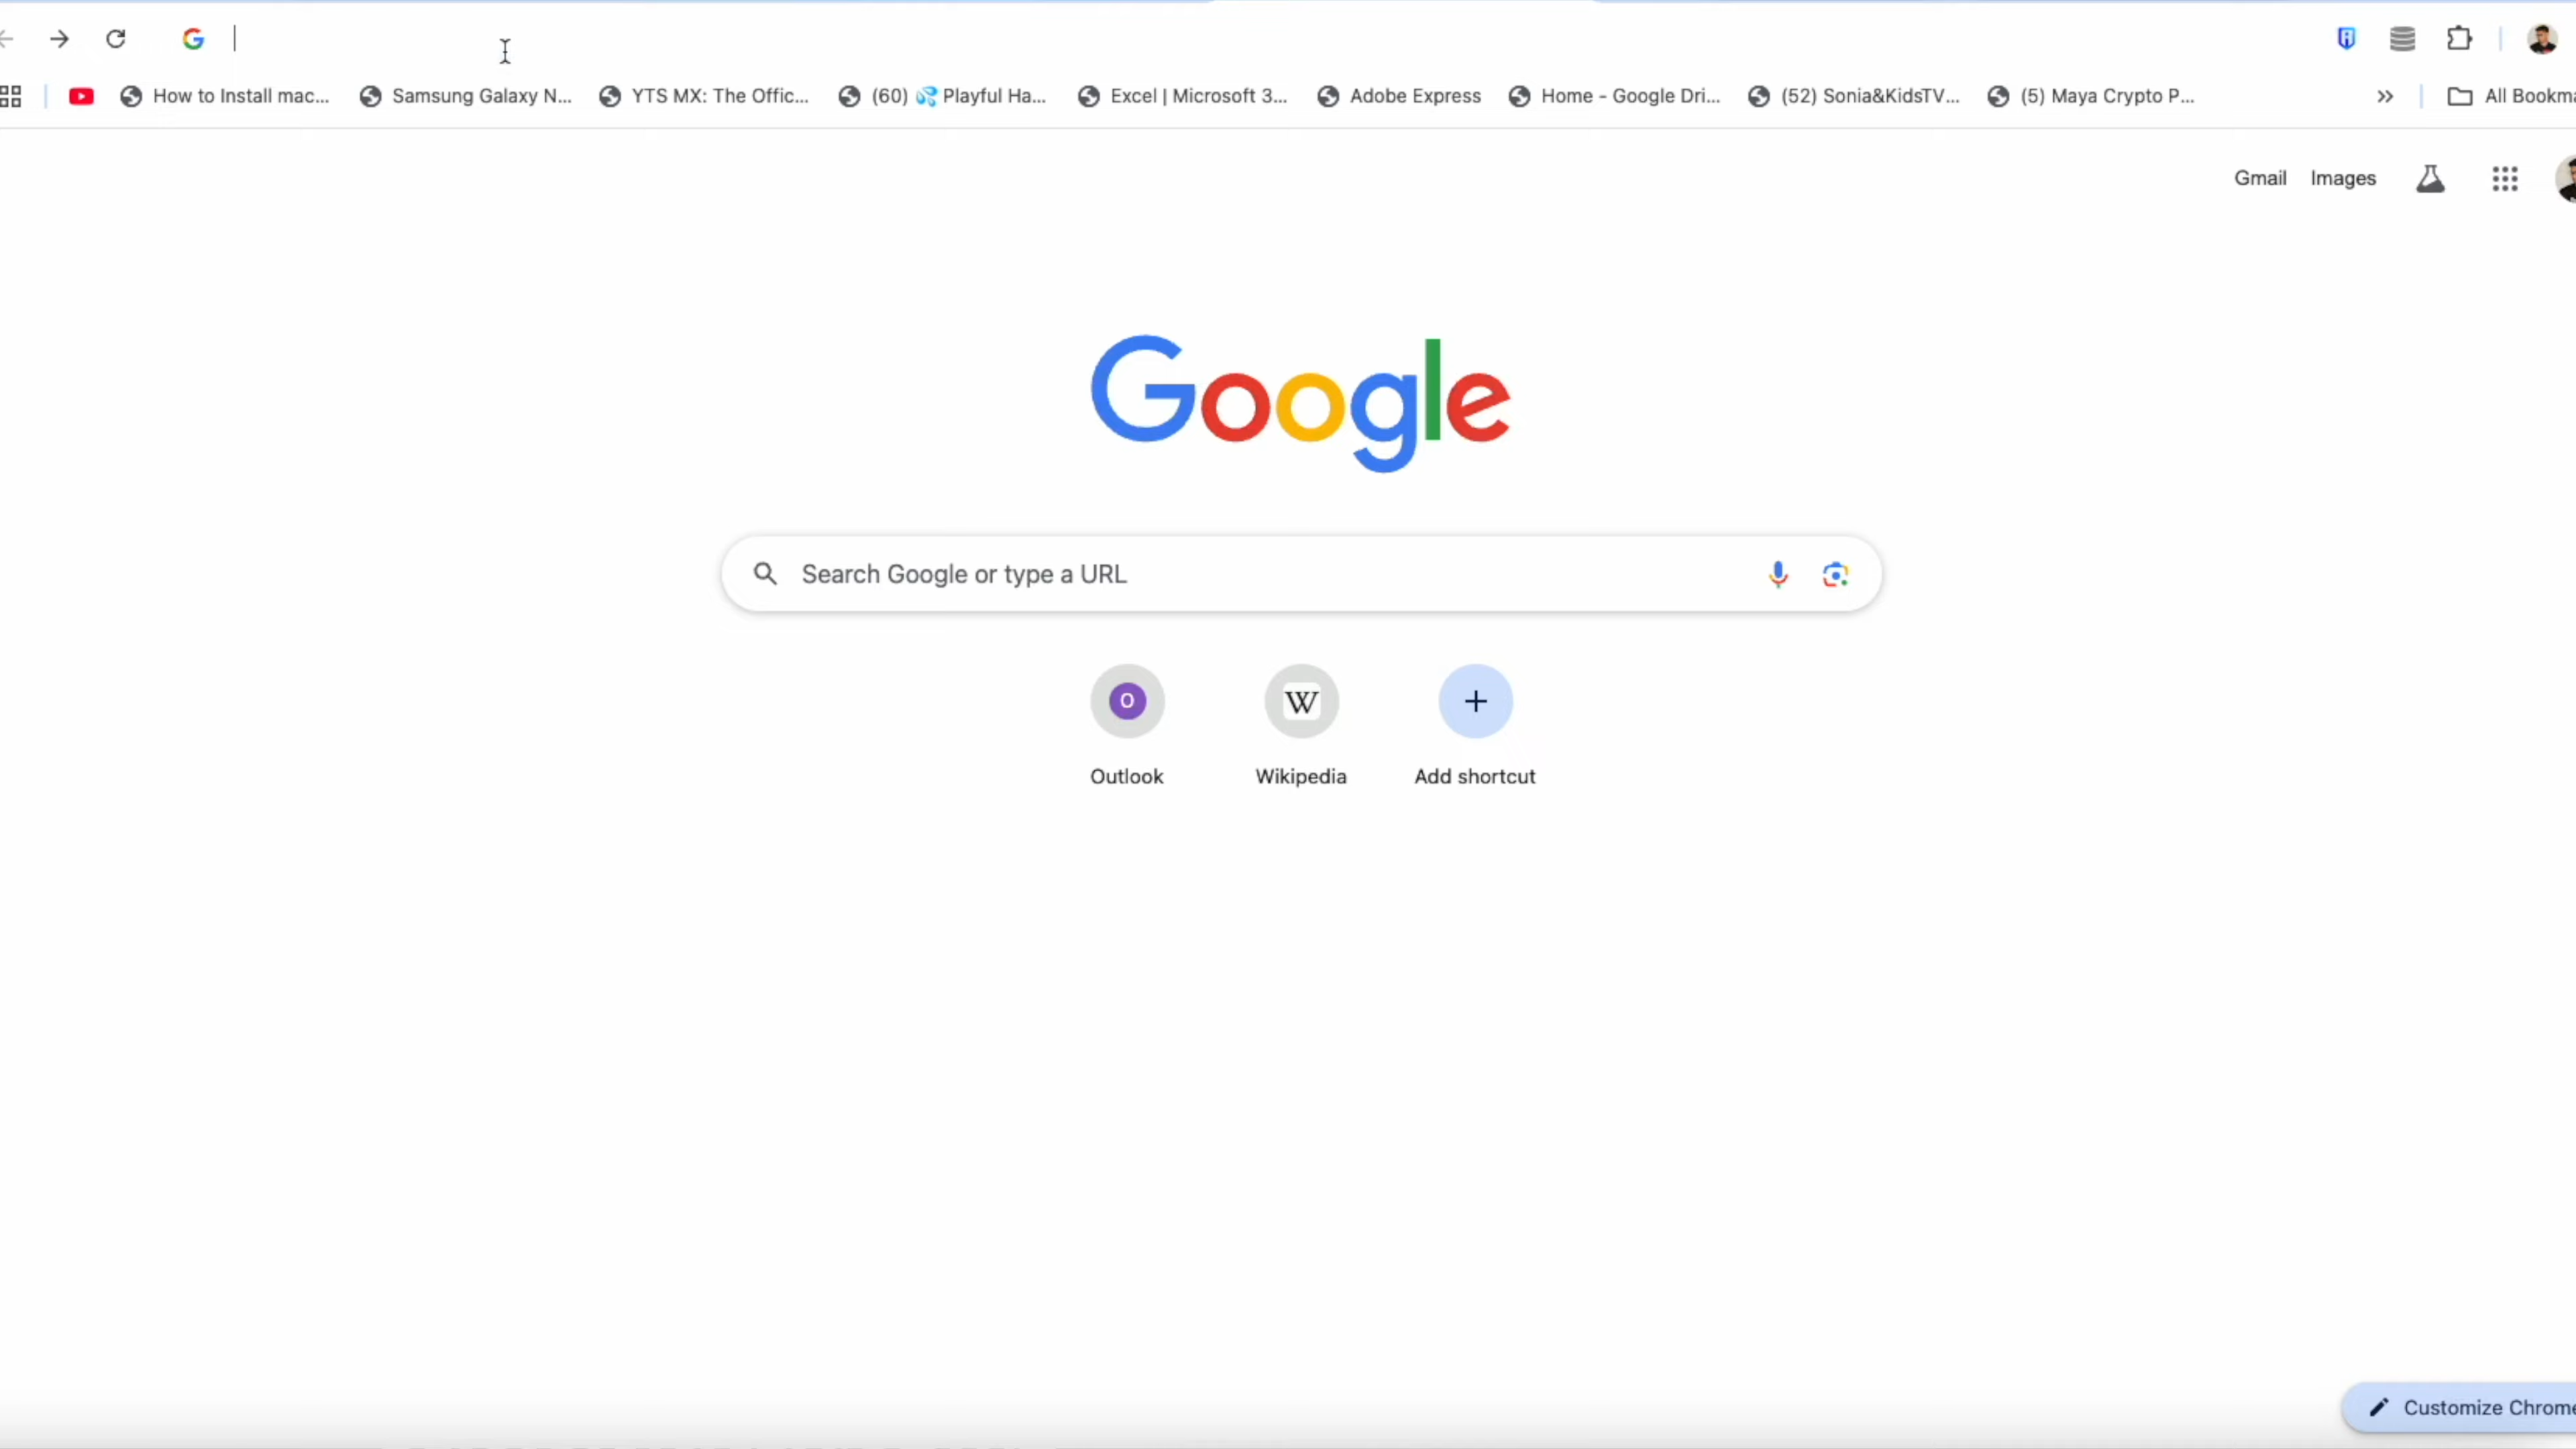 How to Install mac... Samsung Galaxy N... YTS MX: The Offic... (60) 💦 Playful Ha... Excel | Microsoft 3... Adobe Express Home - Google Dri... (52) Sonia&KidsTV... (5) Maya Crypto P... » All Bookma
Gmail Images
Google
Search Google or type a URL
O W +
Outlook Wikipedia Add shortcut
Customize Chrome